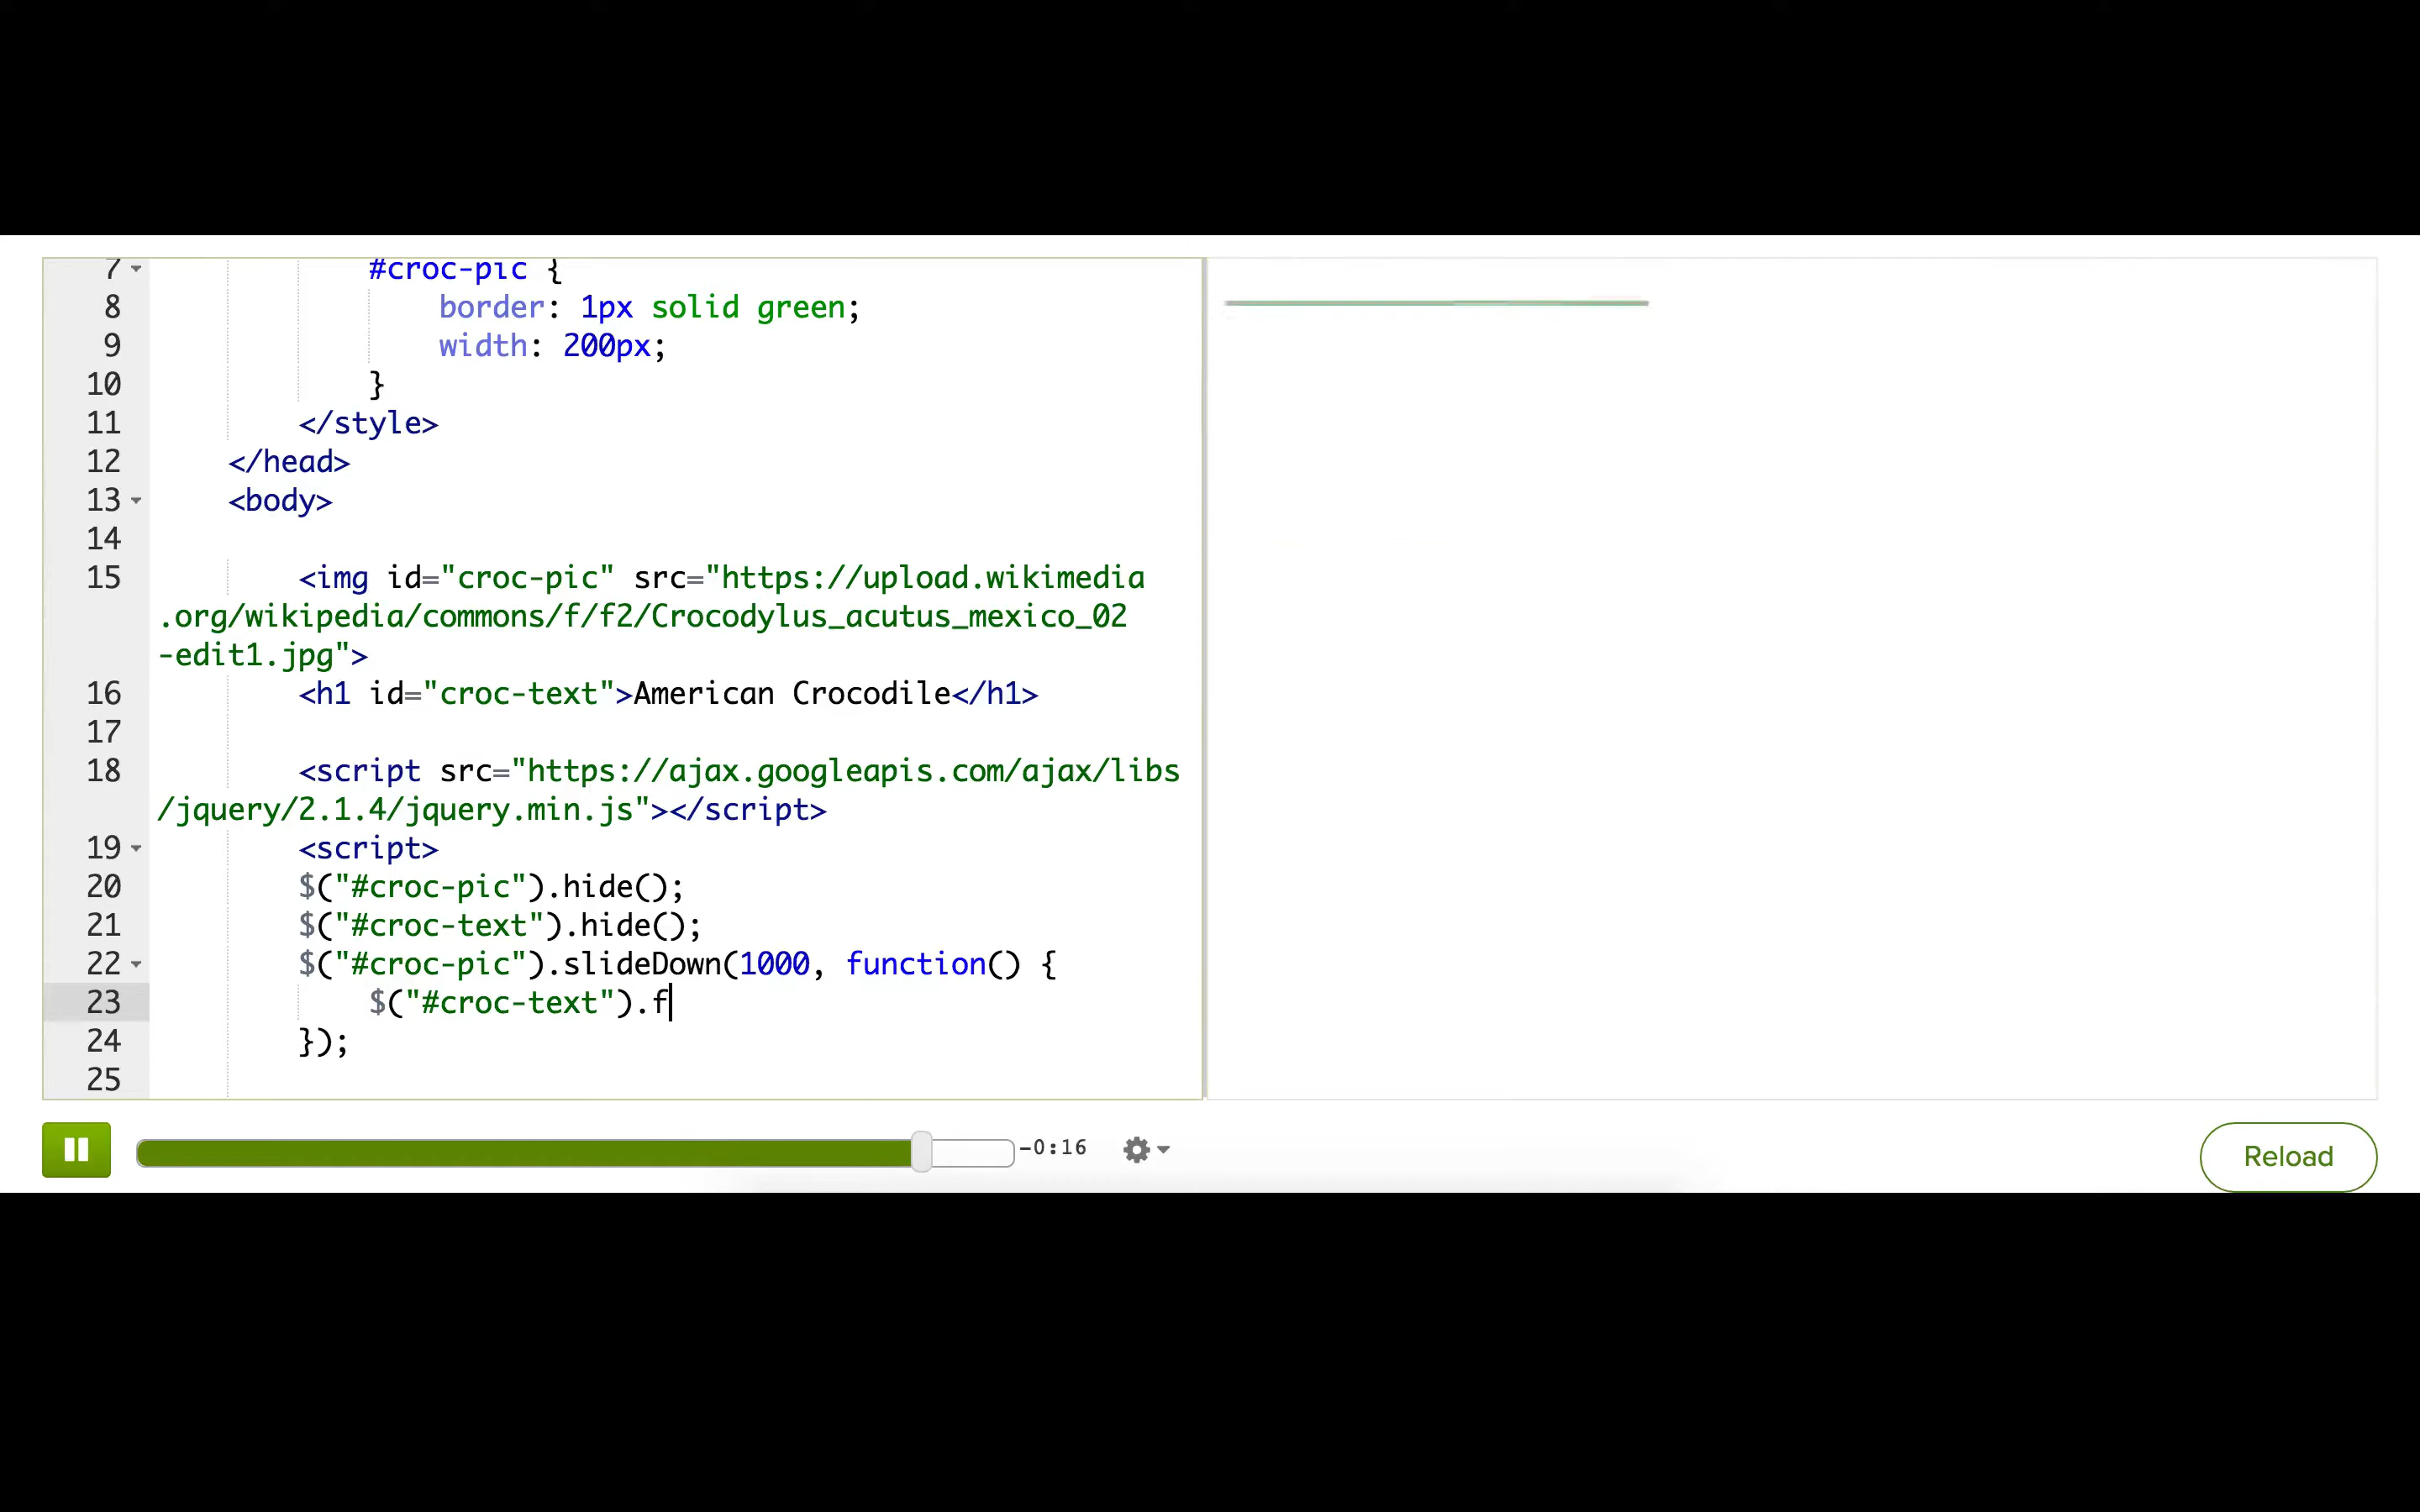 7 #croc-pic {
8 border: 1px solid green;
9 width: 200px;
10 }
11 </style>
12 </head>
13 <body>
14
15 <img id="croc-pic" src="https://upload.wikimedia
.org/wikipedia/commons/f/f2/Crocodylus_acutus_mexico_02
-edit1.jpg">
16 <h1 id="croc-text">American Crocodile</h1>
17
18 <script src="https://ajax.googleapis.com/ajax/libs
/jquery/2.1.4/jquery.min.js"></script>
19 <script>
20 $("#croc-pic").hide();
21 $("#croc-text").hide();
22 $("#croc-pic").slideDown(1000, function() {
23 $("#croc-text").f
24 });
25
-0:16
Reload